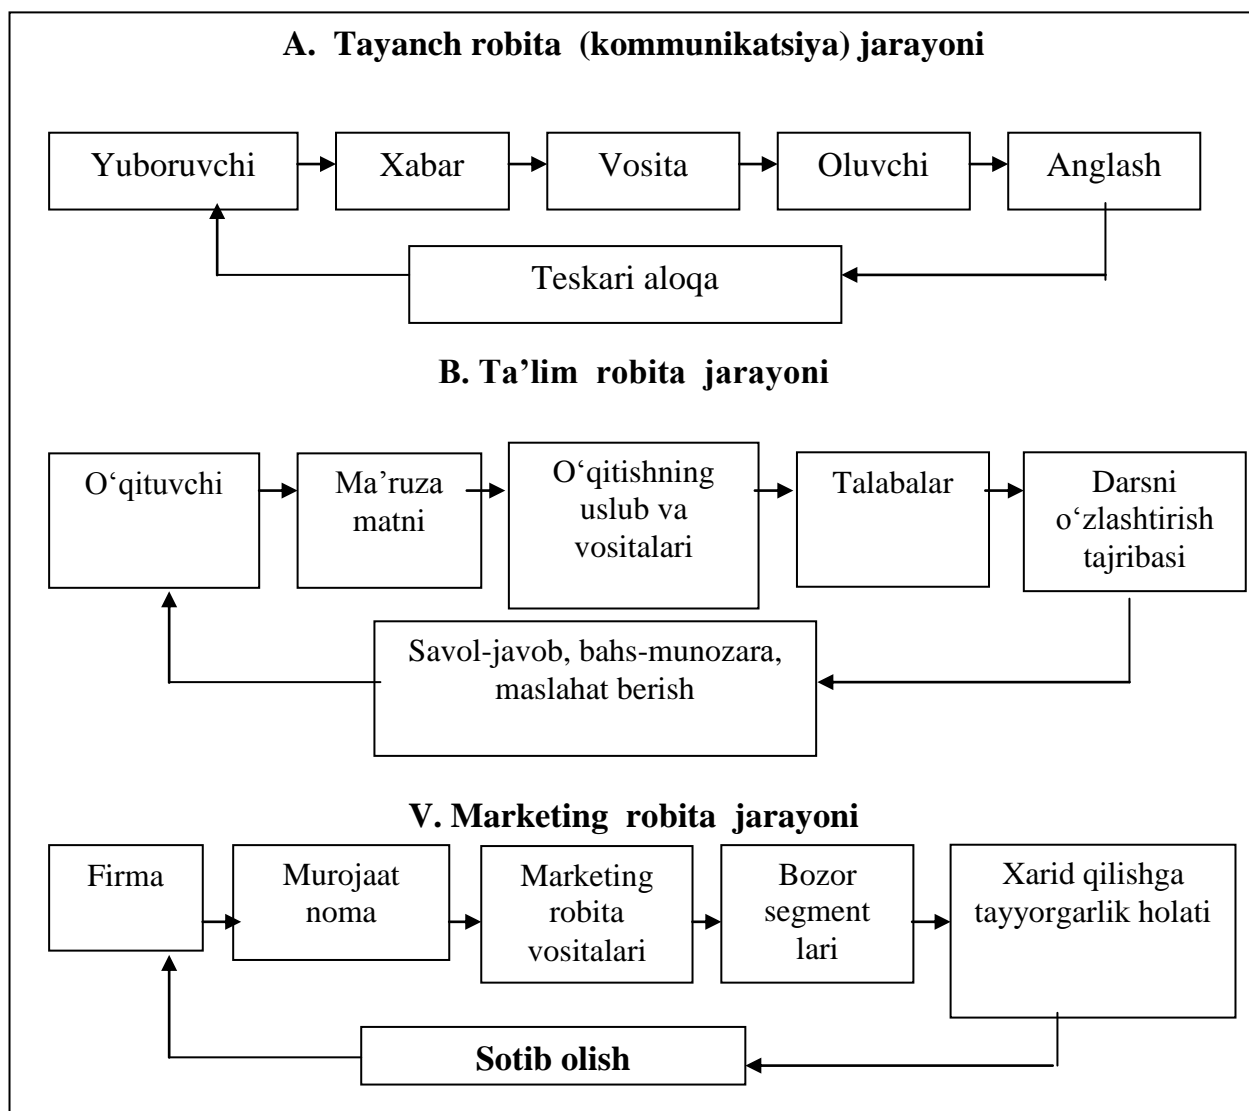 A. Tayanch robita (kommunikatsiya) jarayoni
Yuboruvchi
Xabar
Vosita
Oluvchi
Anglash
Teskari aloqa
B. Ta’lim robita jarayoni
O‘qituvchi
Ma’ruza
matni
O‘qitishning
uslub va
vositalari
Talabalar
Darsni
o‘zlashtirish
tajribasi
Savol-javob, bahs-munozara,
maslahat berish
V. Marketing robita jarayoni
Firma
Murojaat
noma
Marketing
robita
vositalari
Bozor
segment
lari
Xarid qilishga
tayyorgarlik holati
Sotib olish